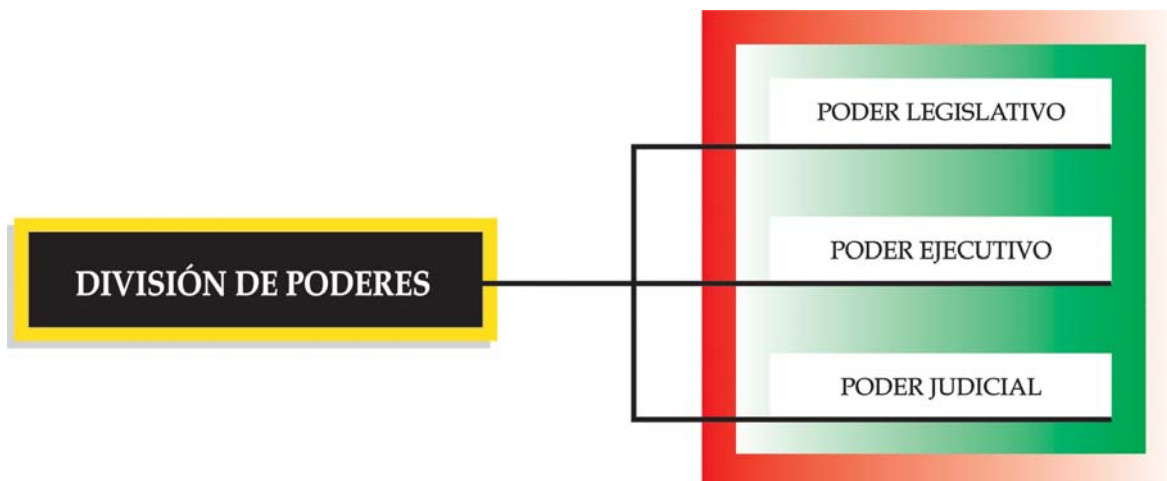 DIVISIÓN DE PODERES
PODER LEGISLATIVO
PODER EJECUTIVO
PODER JUDICIAL